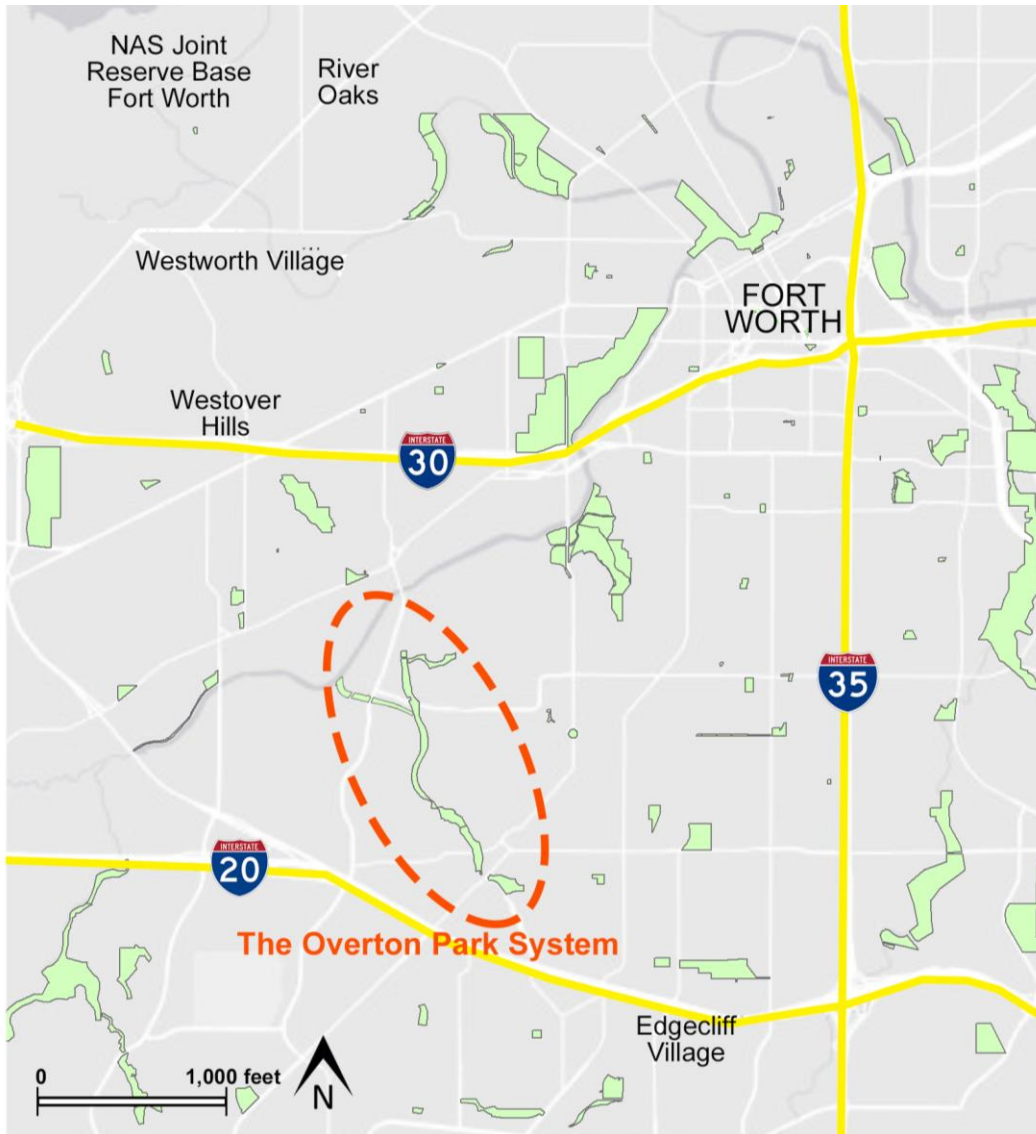 NAS Joint
Reserve Base
Fort Worth
River
Oaks
Westworth Village
FORT
WORTH
Westover
Hills
INTERSTATE
30
INTERSTATE
35
INTERSTATE
20
The Overton Park System
Edgecliff
Village
0 1,000 feet
N